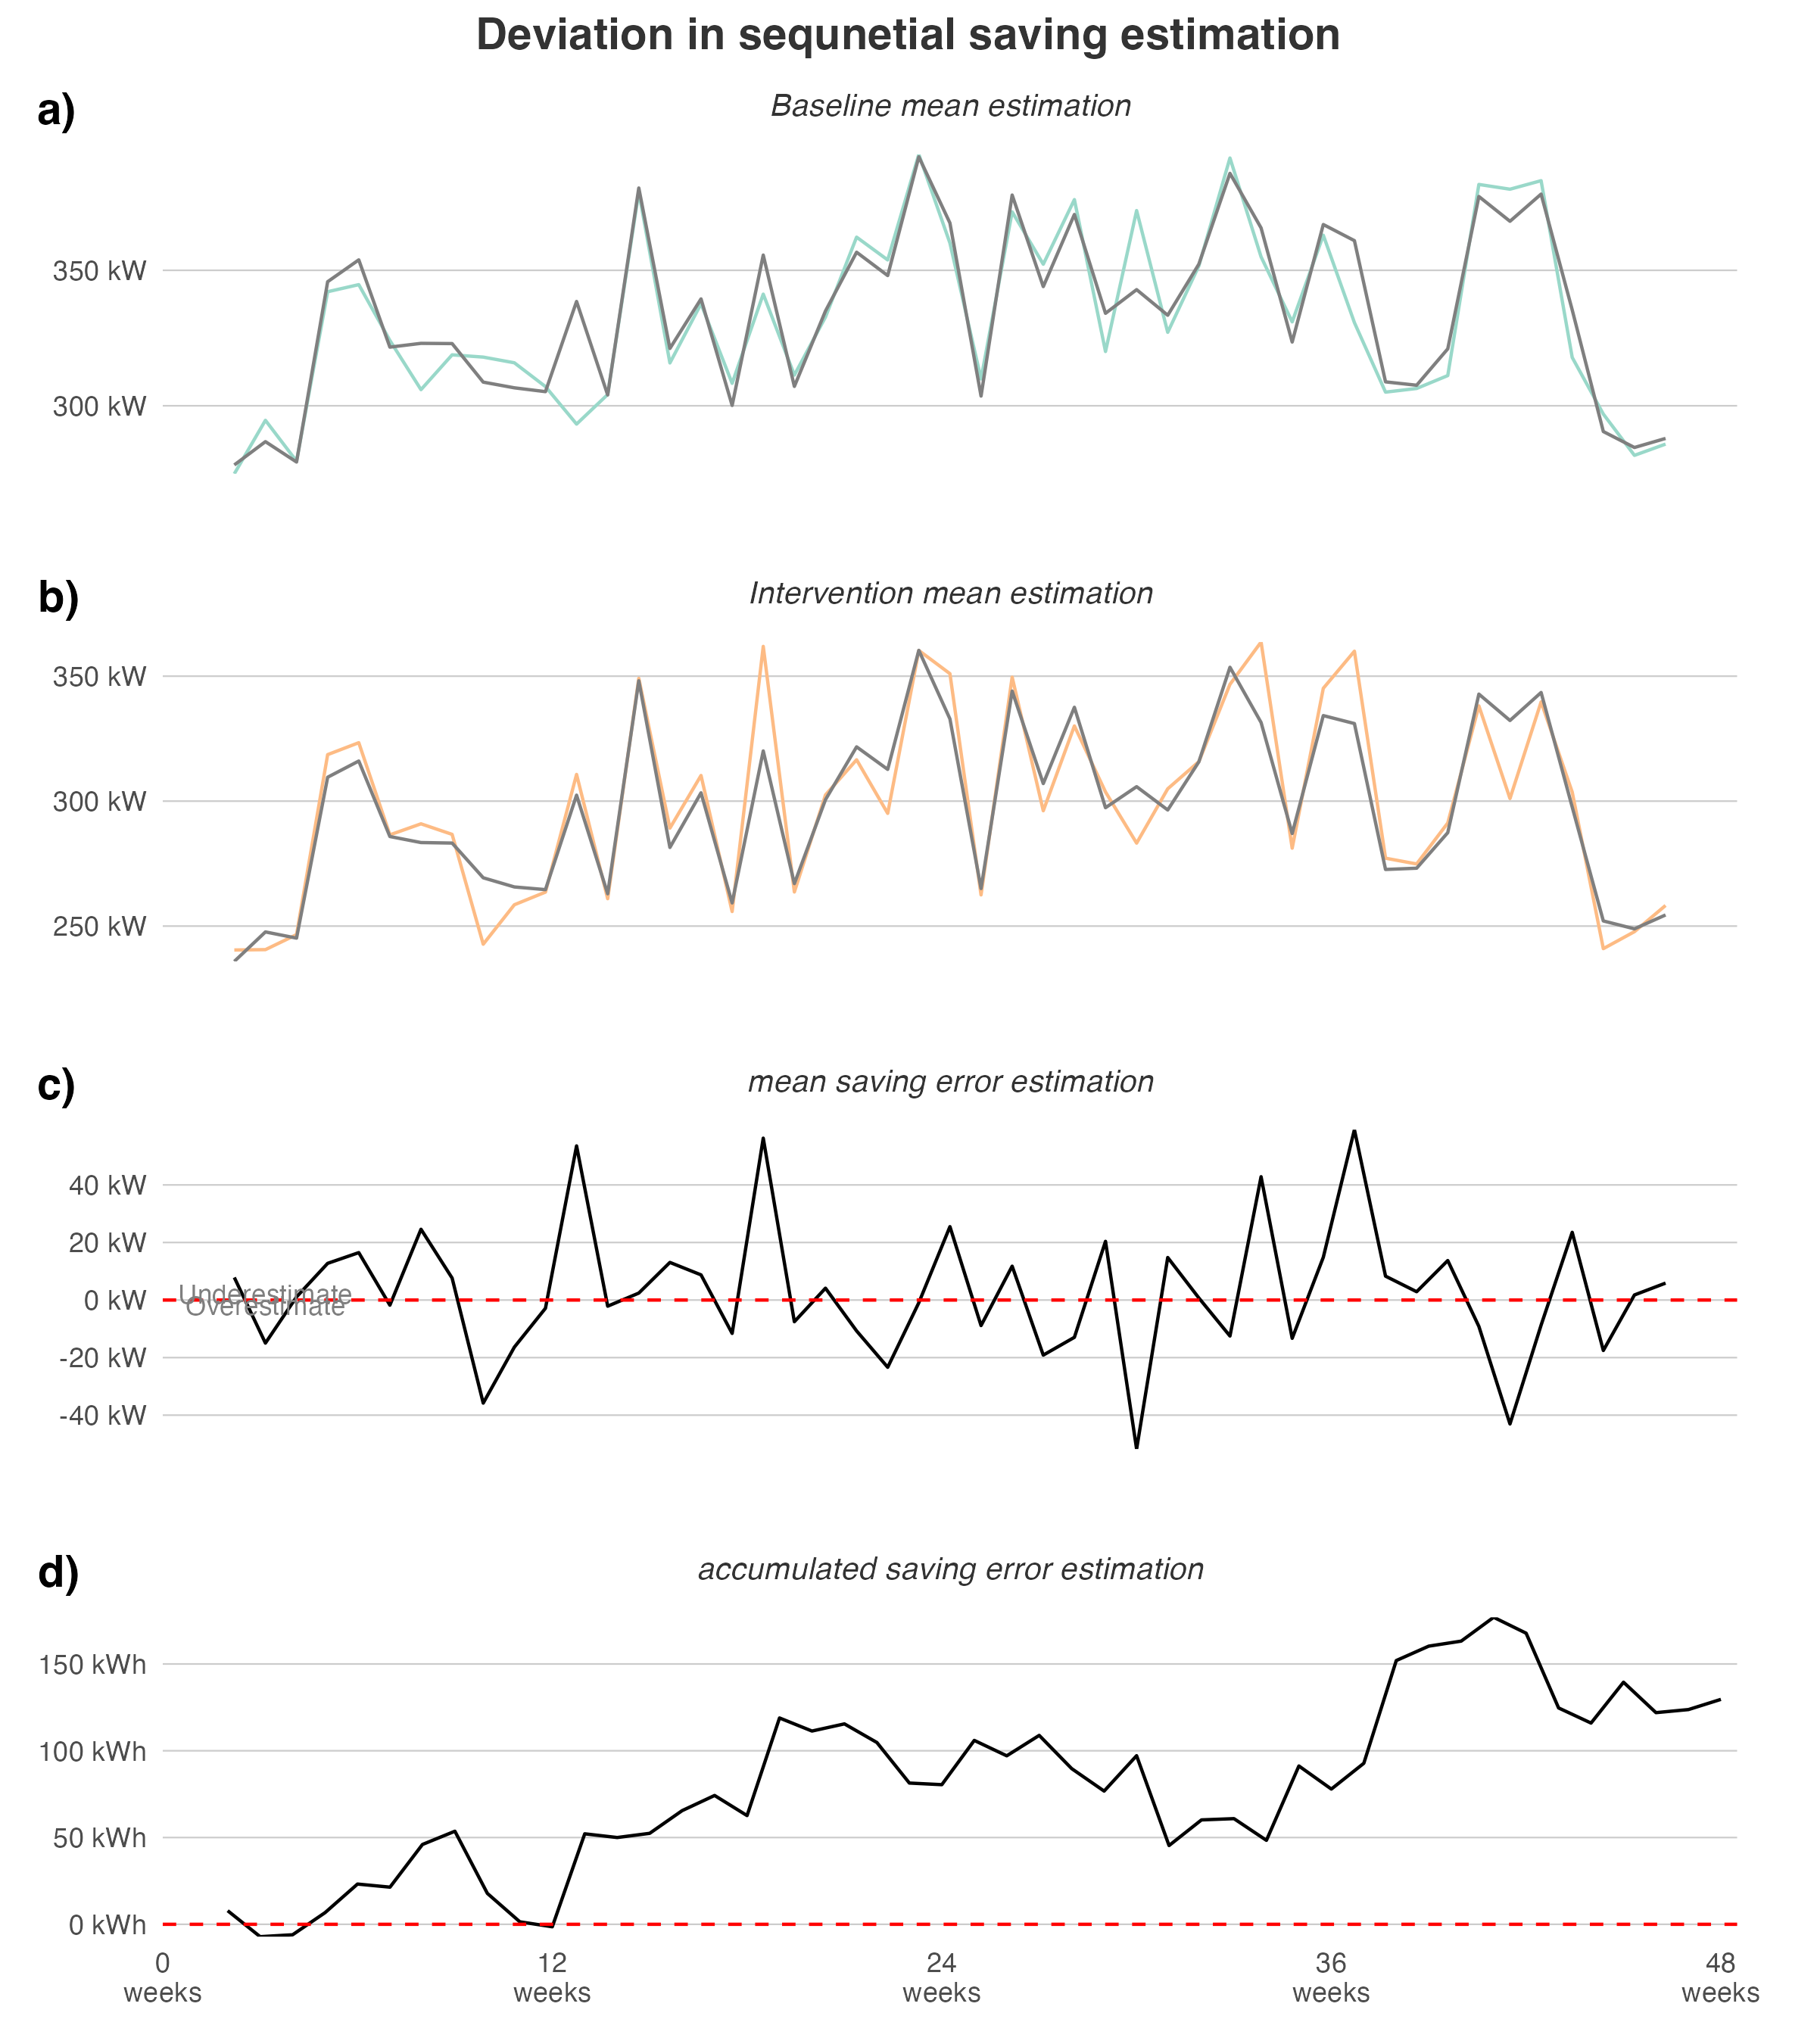 Deviation in sequnetial saving estimation
a)
Baseline mean estimation
350 kW
300 kW
b)
Intervention mean estimation
350 kW
300 kW
250 kW
c)
mean saving error estimation
40 kW
20 kW
Underestimate
0 kW
Overestimate
-20 kW
-40 kW
d)
accumulated saving error estimation
150 kWh
100 kWh
50 kWh
0 kWh
0 12 24 36 48
weeks weeks weeks weeks weeks